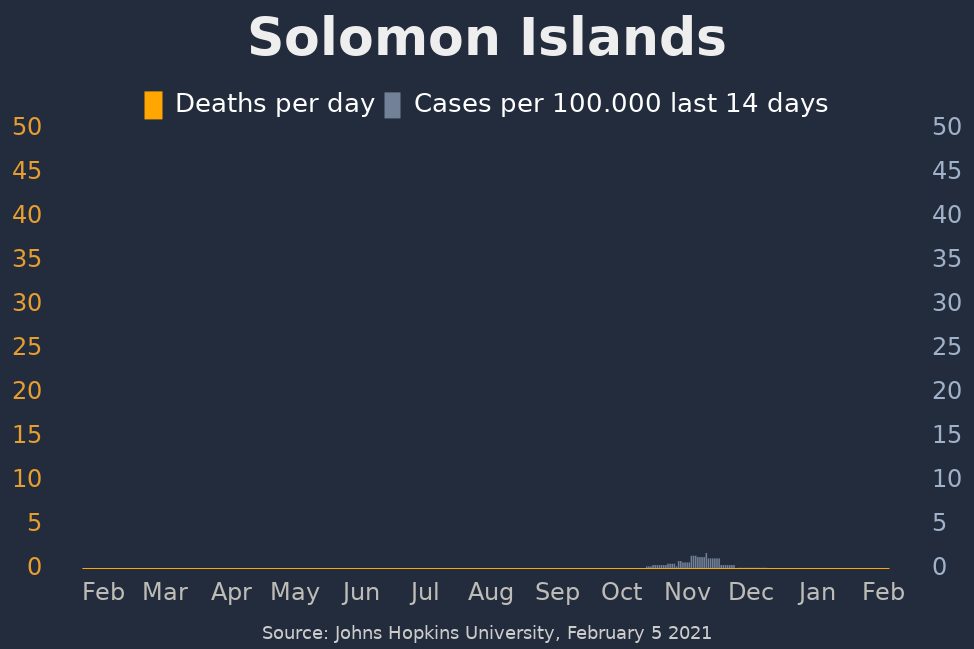 Solomon Islands
Deaths per day Cases per 100.000 last 14 days
50 50
45 45
40 40
35 35
30 30
25 25
20 20
15 15
10 10
5 5
0 0
Feb Mar Apr May Jun Jul Aug Sep Oct Nov Dec Jan Feb
Source: Johns Hopkins University, February 5 2021